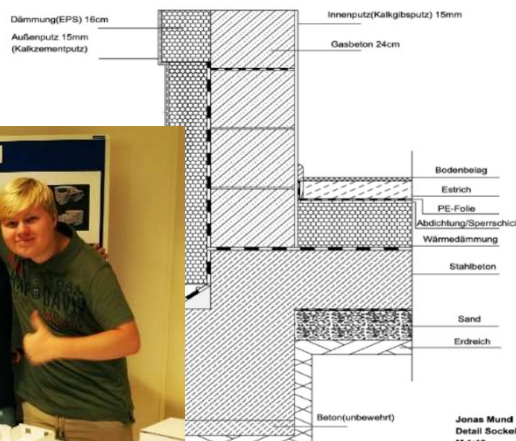 Dämmung(EPS) 16cm
Außenputz 15mm
(Kalkzementputz)
Innenputz(Kalkgibsputz) 15mm
Gasbeton 24cm
Bodenbelag
Estrich
PE-Folie
Abdichtung/Sperrschich
Wärmedämmung
Stahlbeton
Sand
Erdreich
Beton(unbewehrt)
Jonas Mund
Detail Sockel